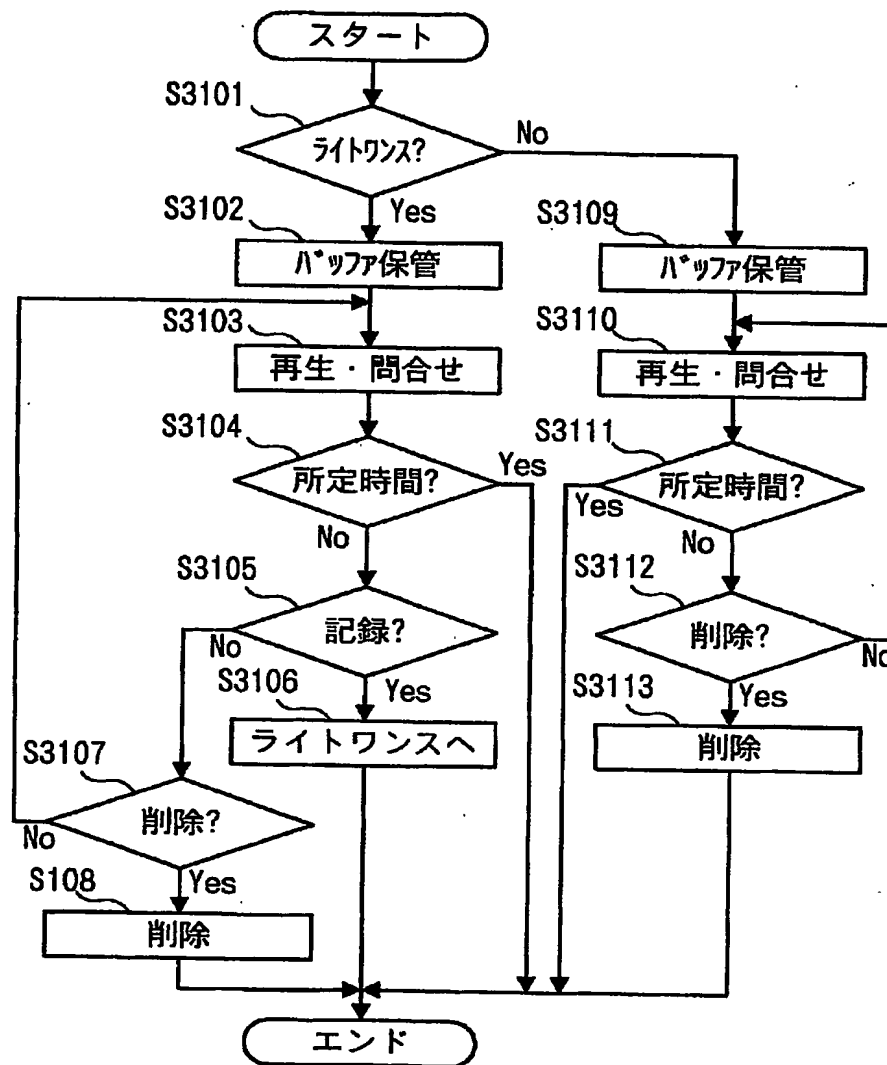 スタート
S3101
ライトワンス?
No
Yes
S3102
バッファ保管
S3109
バッファ保管
S3103
再生・問合せ
S3110
再生・問合せ
S3104
所定時間?
Yes
No
S3111
所定時間?
Yes
No
S3105
記録?
No
Yes
S3112
削除?
No
Yes
S3106
ライトワンスへ
S3113
削除
S3107
削除?
No
Yes
S108
削除
エンド